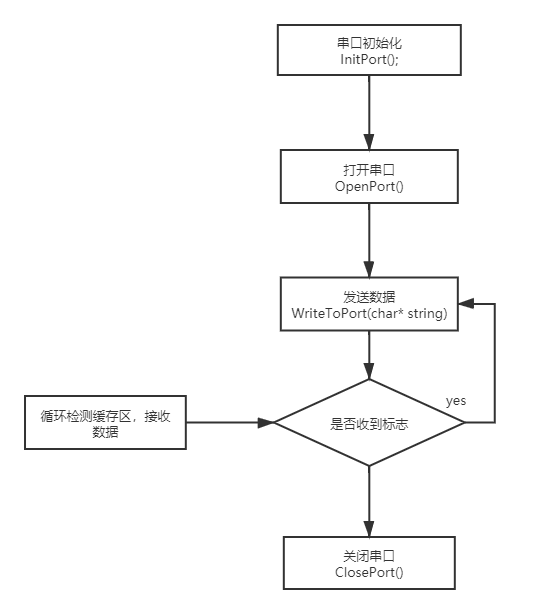 串口初始化
InitPort();
打开串口
OpenPort()
发送数据
WriteToPort(char* string)
yes
循环检测缓存区，接收
数据
是否收到标志
关闭串口
ClosePort()